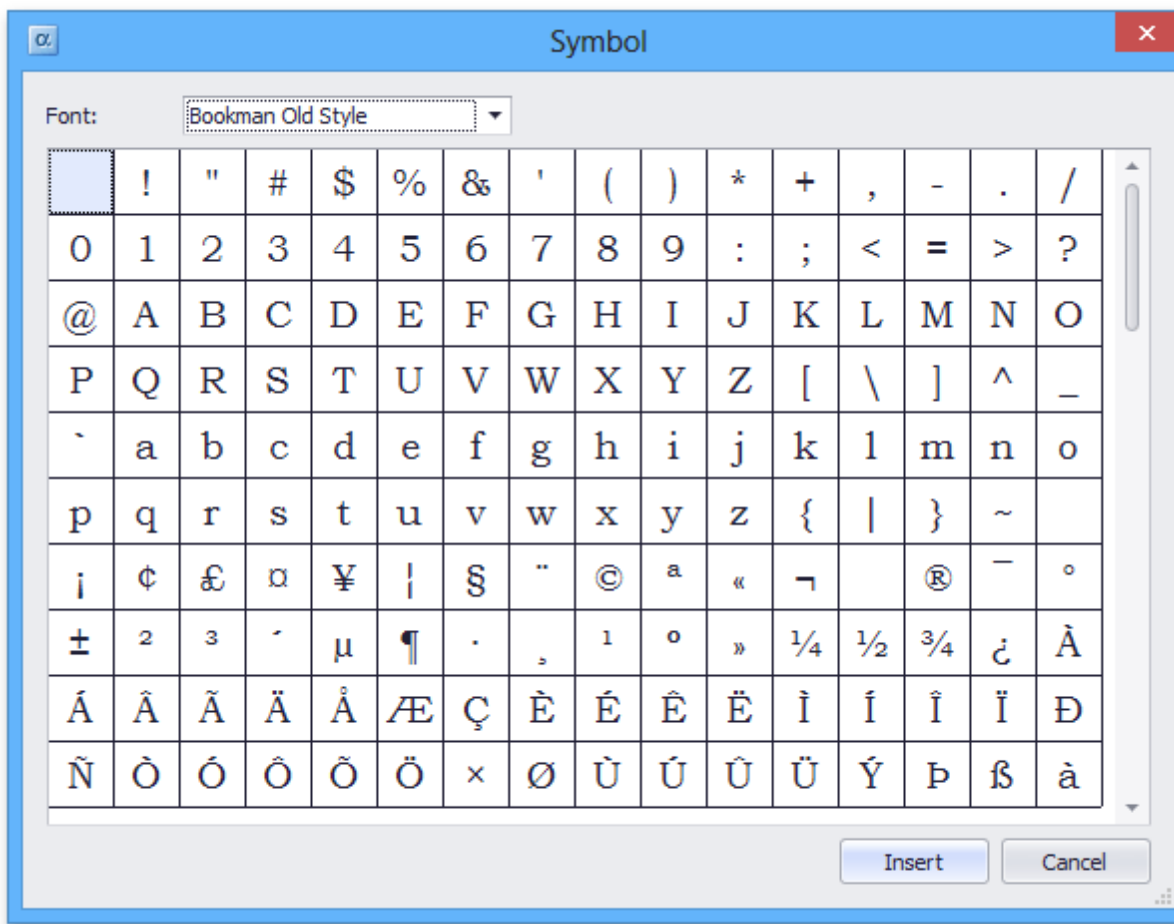 α
Symbol
Font: Bookman Old Style
! " # $ % & ' ( ) * + , - . /
0 1 2 3 4 5 6 7 8 9 : ; < = > ?
@ A B C D E F G H I J K L M N O
P Q R S T U V W X Y Z [ \ ] ^ _
` a b c d e f g h i j k l m n o
p q r s t u v w x y z { | } ~
¡ ¢ £ ¤ ¥ ¦ § ¨ © ª « ¬ ® ¯ °
± ² ³ ´ µ ¶ · ¸ ¹ º » ¼ ½ ¾ ¿ À
Á Â Ã Ä Å Æ Ç È É Ê Ë Ì Í Î Ï Ð
Ñ Ò Ó Ô Õ Ö × Ø Ù Ú Û Ü Ý Þ ß à
Insert Cancel